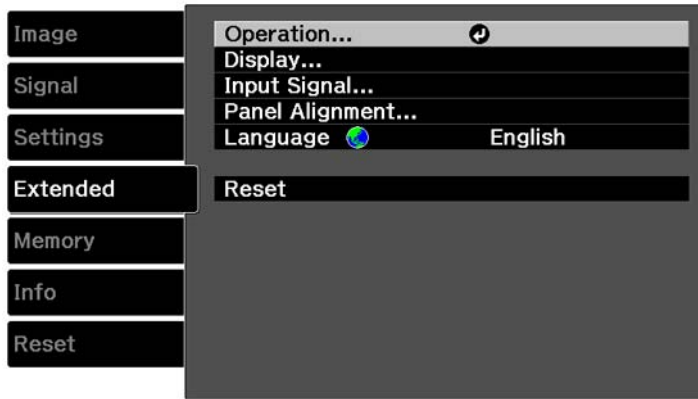 Image
Signal
Settings
Extended
Memory
Info
Reset
Operation...
Display...
Input Signal...
Panel Alignment...
Language English
Reset